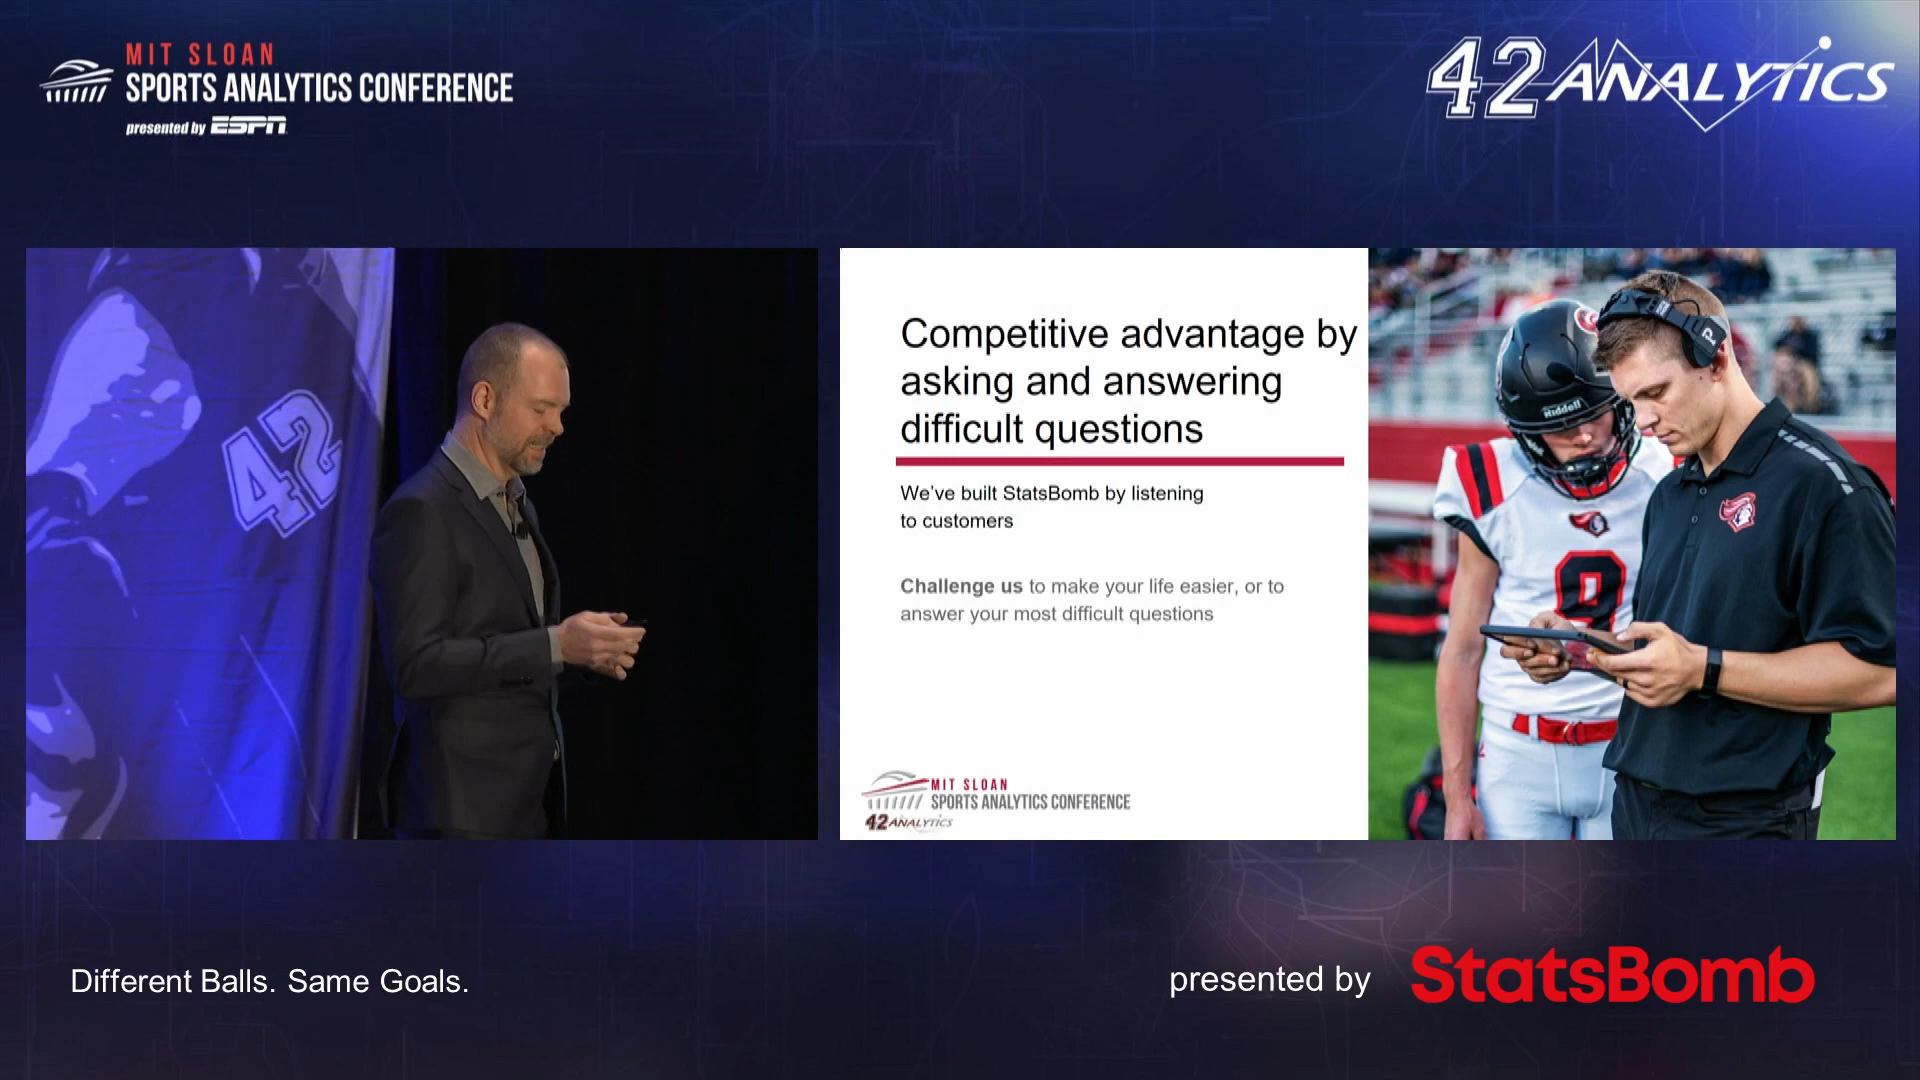 MIT SLOAN
SPORTS ANALYTICS CONFERENCE
presented by ESPN
42 ANALYTICS
42
Competitive advantage by
asking and answering
difficult questions
We've built StatsBomb by listening
to customers
Challenge us to make your life easier, or to
answer your most difficult questions
MIT SLOAN
SPORTS ANALYTICS CONFERENCE
42 ANALYTICS
Riddell
9
Different Balls. Same Goals.
presented by StatsBomb